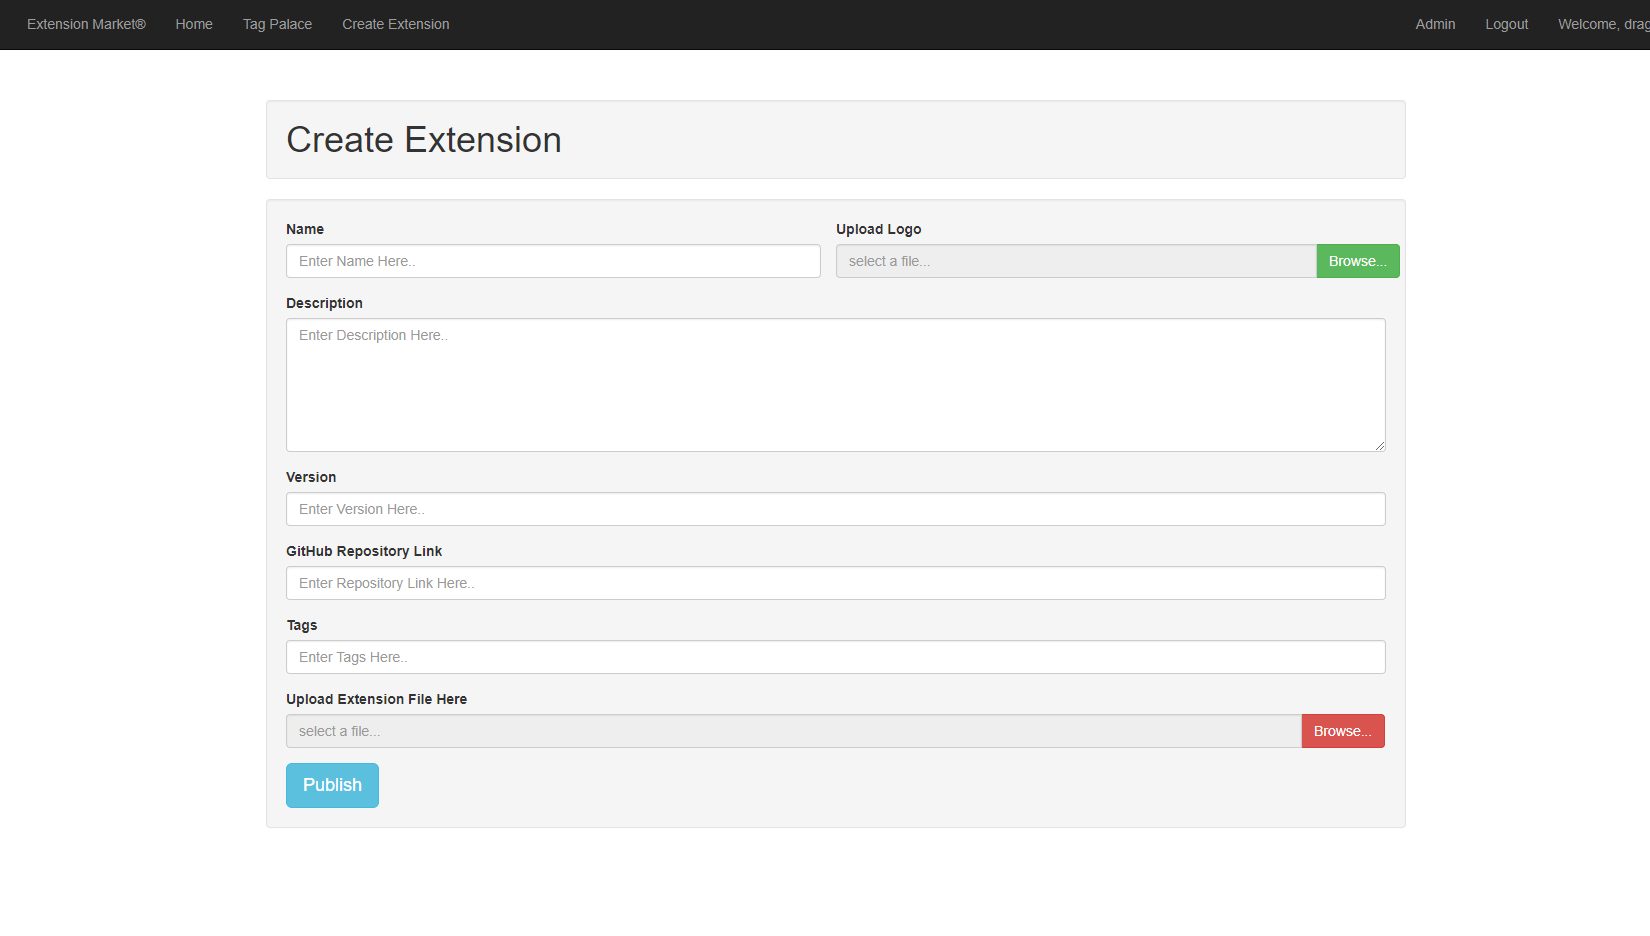 Extension Market® Home Tag Palace Create Extension Admin Logout Welcome, drag
Create Extension
Name Upload Logo
Enter Name Here.. select a file... Browse...
Description
Enter Description Here..
Version
Enter Version Here..
GitHub Repository Link
Enter Repository Link Here..
Tags
Enter Tags Here..
Upload Extension File Here
select a file... Browse...
Publish